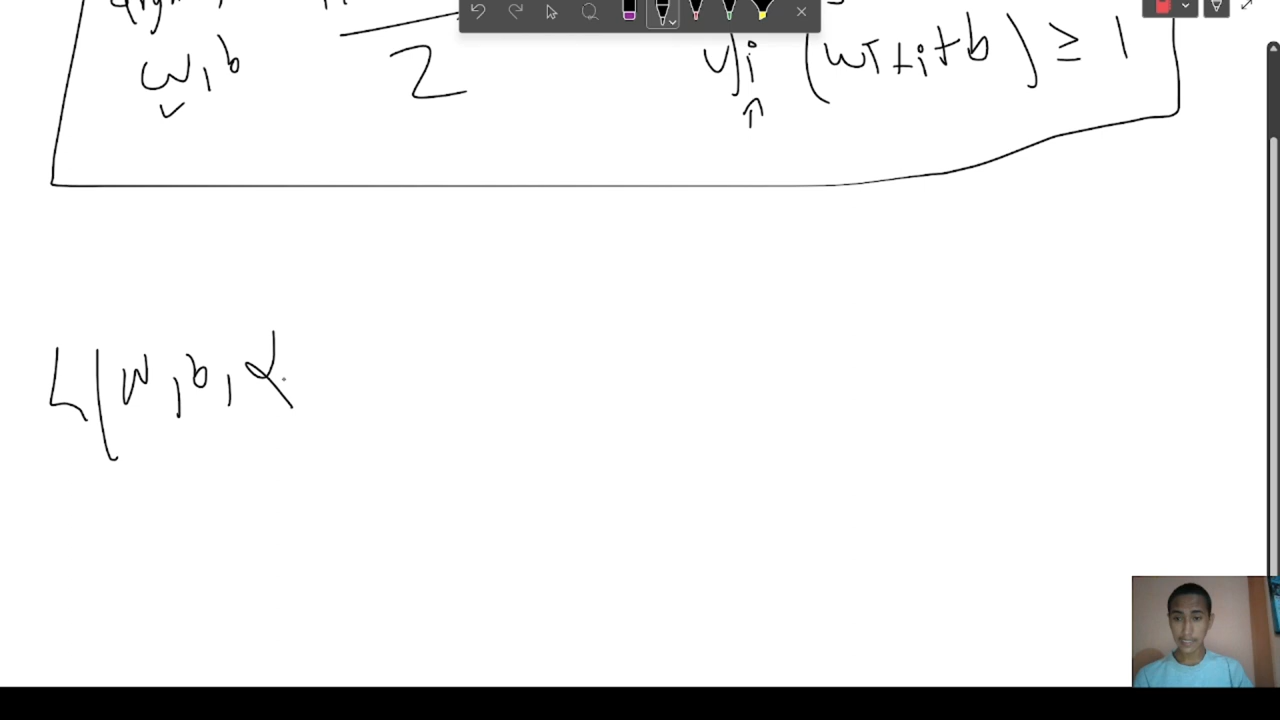 w,b 2 yi (wTxi+b) ≥ 1
L(w,b,α